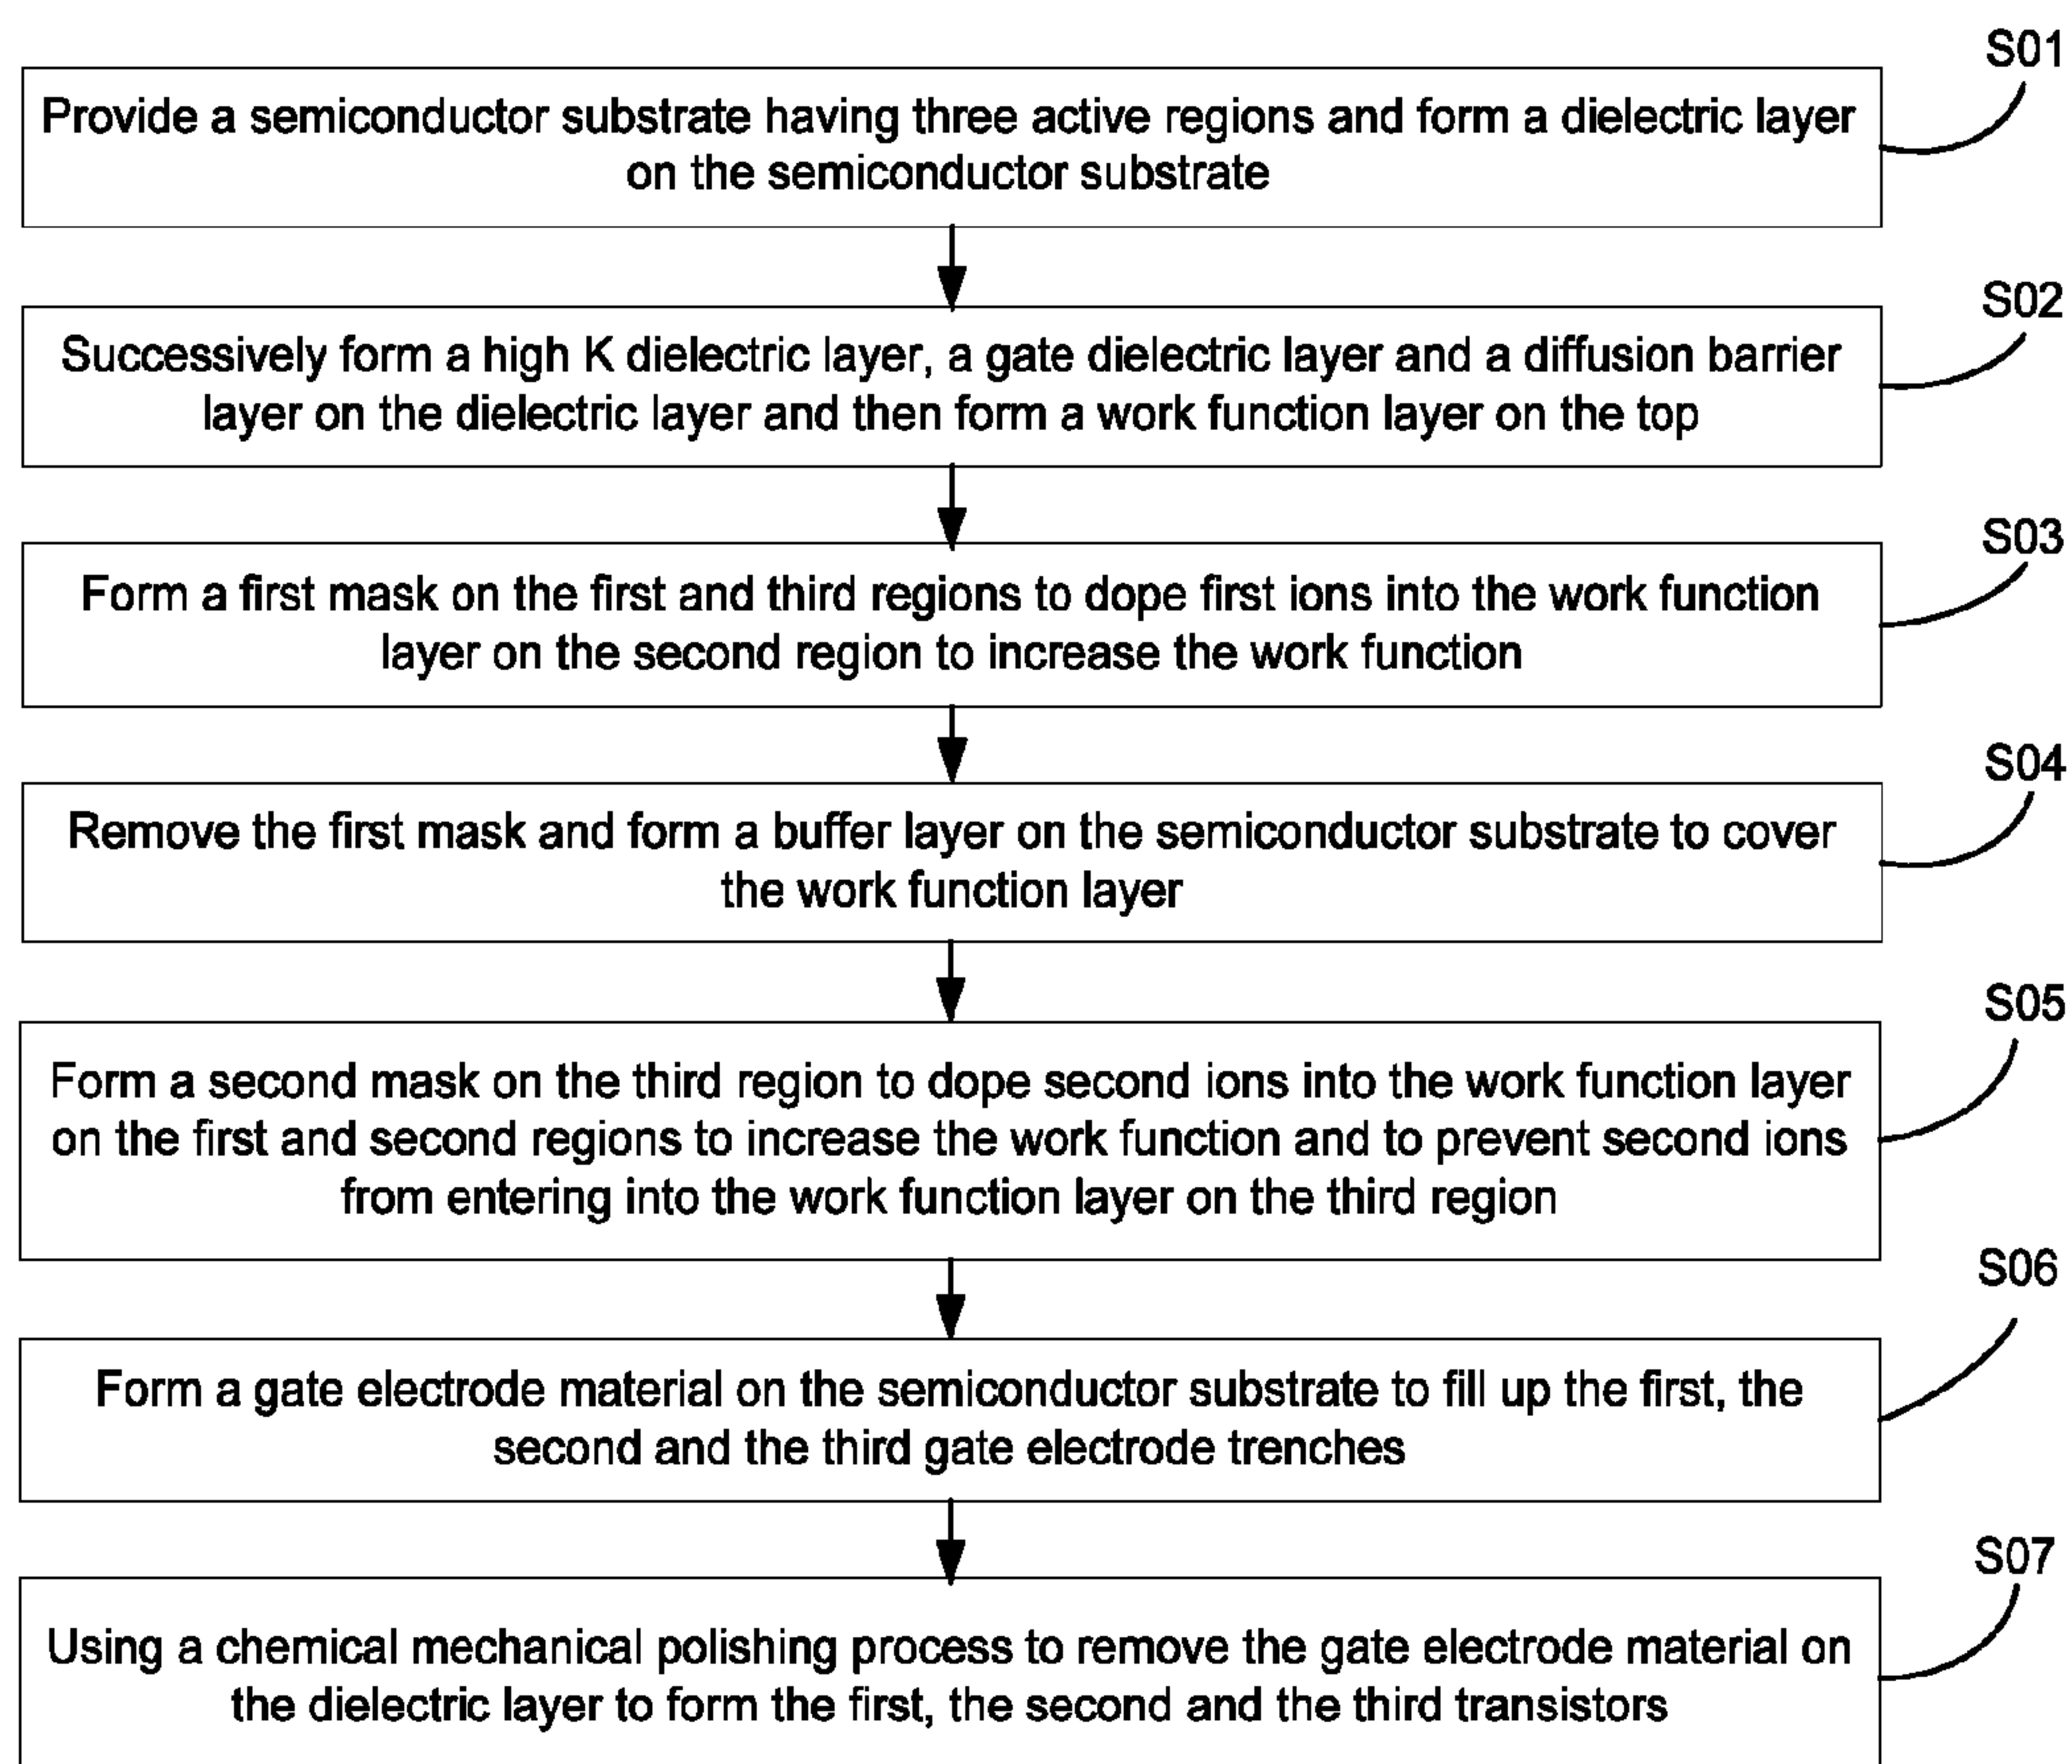 S01
Provide a semiconductor substrate having three active regions and form a dielectric layer
on the semiconductor substrate
S02
Successively form a high K dielectric layer, a gate dielectric layer and a diffusion barrier
layer on the dielectric layer and then form a work function layer on the top
S03
Form a first mask on the first and third regions to dope first ions into the work function
layer on the second region to increase the work function
S04
Remove the first mask and form a buffer layer on the semiconductor substrate to cover
the work function layer
S05
Form a second mask on the third region to dope second ions into the work function layer
on the first and second regions to increase the work function and to prevent second ions
from entering into the work function layer on the third region
S06
Form a gate electrode material on the semiconductor substrate to fill up the first, the
second and the third gate electrode trenches
S07
Using a chemical mechanical polishing process to remove the gate electrode material on
the dielectric layer to form the first, the second and the third transistors